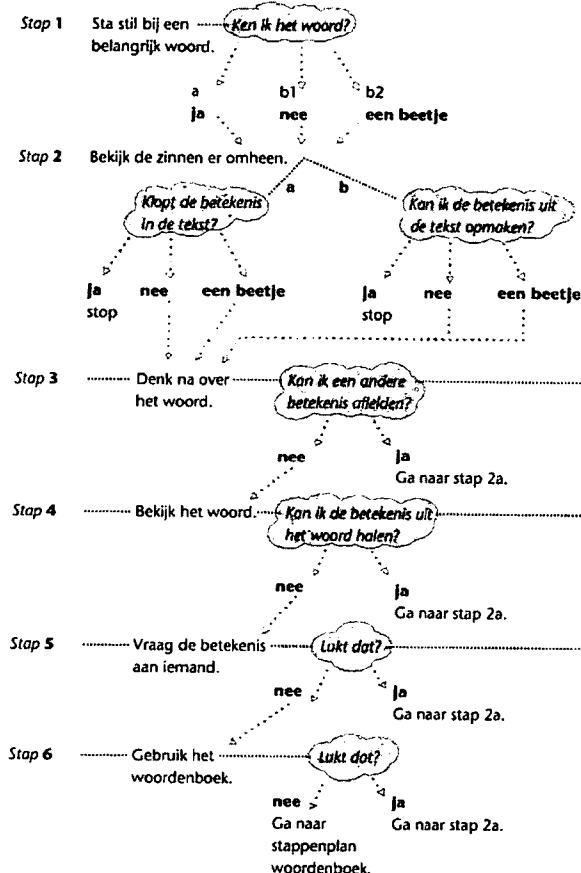 Stap 1 Sta stil bij een Ken ik het woord?
belangrijk woord.
a b1 b2
ja nee een beetje
Stap 2 Bekijk de zinnen er omheen.
a b
Klopt de betekenis Kan ik de betekenis uit
in de tekst? de tekst opmaken?
ja nee een beetje ja nee een beetje
stop stop
Stap 3 Denk na over Kan ik een andere
het woord. betekenis afleiden?
nee ja
Ga naar stap 2a.
Stap 4 Bekijk het woord. Kan ik de betekenis uit
het woord halen?
nee ja
Ga naar stap 2a.
Stap 5 Vraag de betekenis Lukt dat?
aan iemand.
nee ja
Ga naar stap 2a.
Stap 6 Gebruik het Lukt dat?
woordenboek.
nee ja
Ga naar Ga naar stap 2a.
stappenplan
woordenboek.